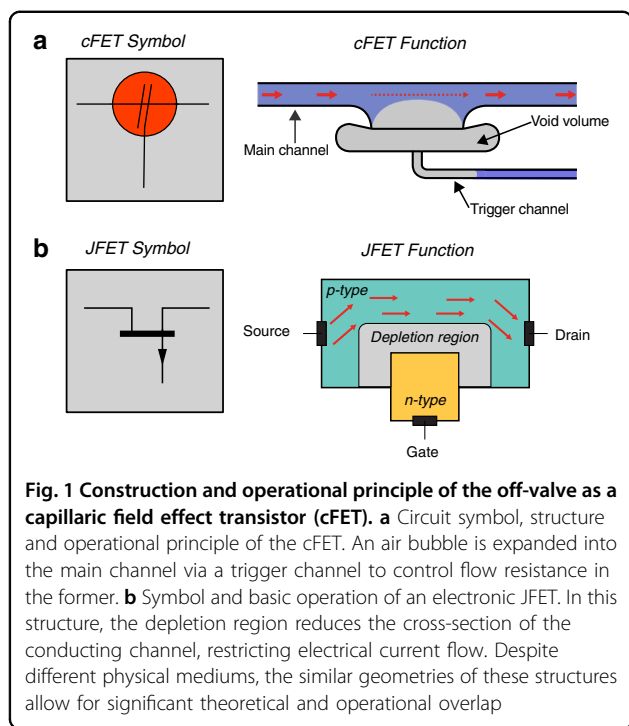 a
cFET Symbol
cFET Function
Main channel
Void volume
Trigger channel
b
JFET Symbol
JFET Function
p-type
Source
Depletion region
Drain
n-type
Gate
Fig. 1 Construction and operational principle of the off-valve as a
capillaric field effect transistor (cFET). a Circuit symbol, structure
and operational principle of the cFET. An air bubble is expanded into
the main channel via a trigger channel to control flow resistance in
the former. b Symbol and basic operation of an electronic JFET. In this
structure, the depletion region reduces the cross-section of the
conducting channel, restricting electrical current flow. Despite
different physical mediums, the similar geometries of these structures
allow for significant theoretical and operational overlap